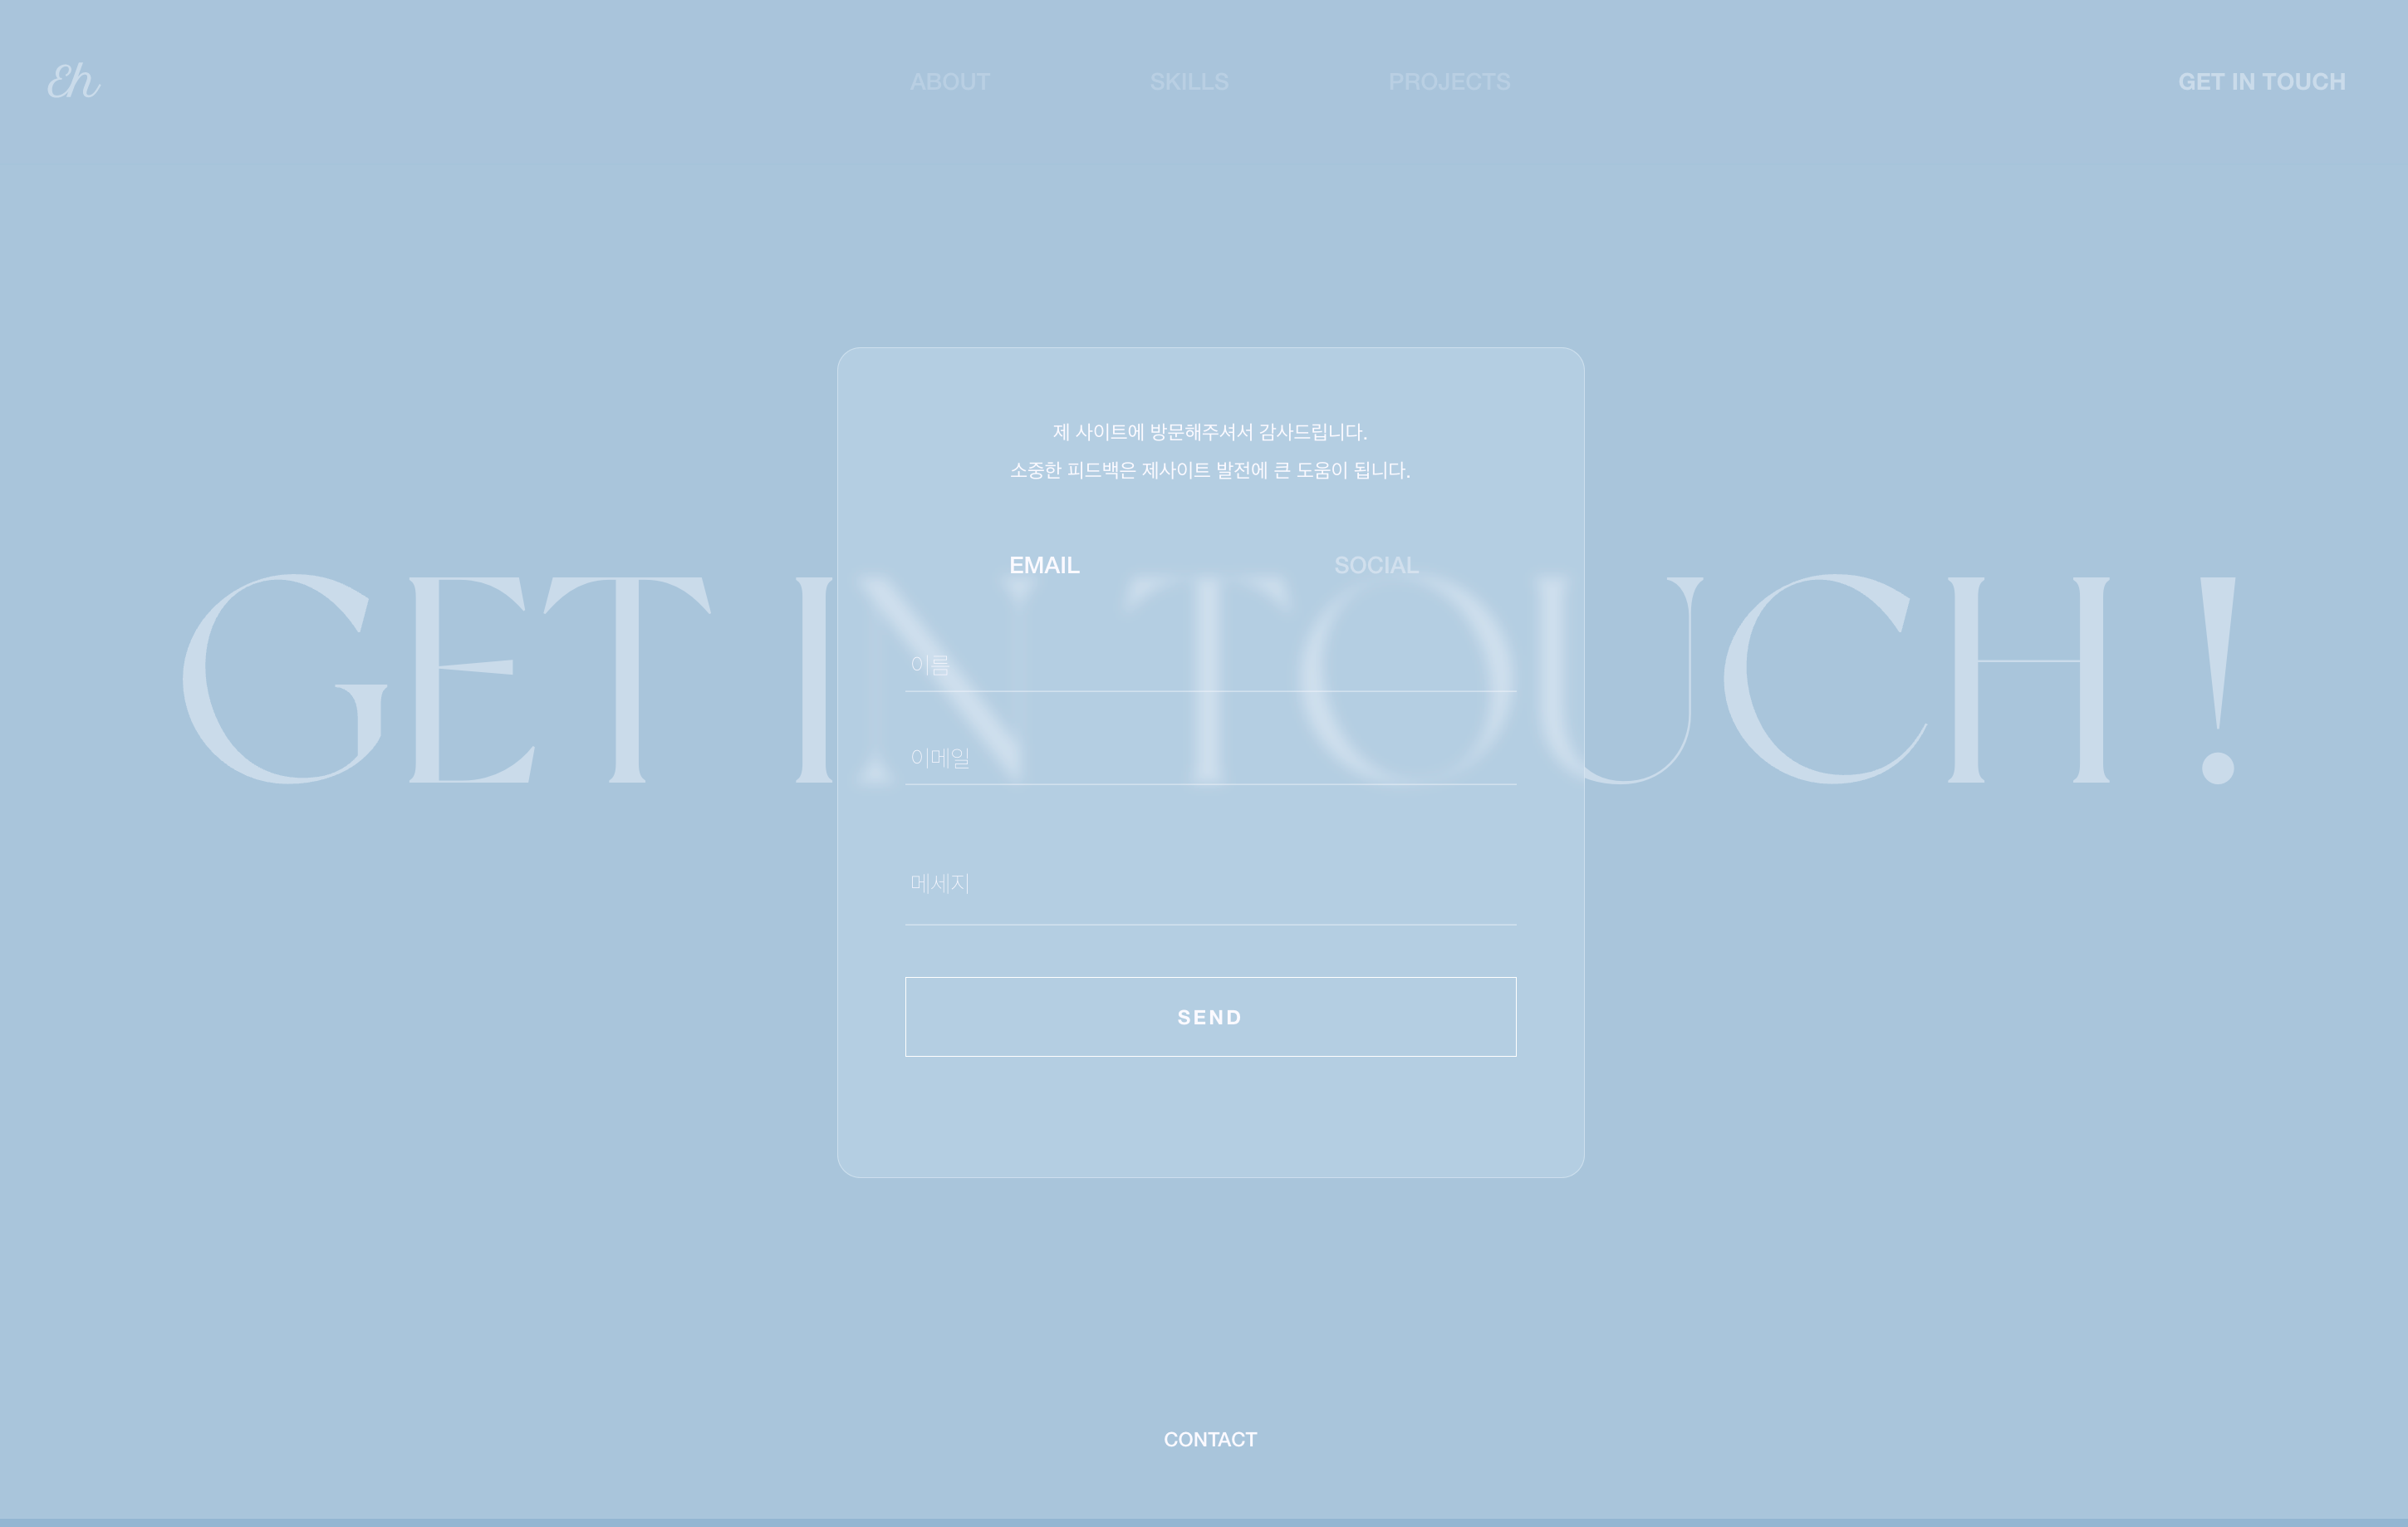 Eh
ABOUT SKILLS PROJECTS GET IN TOUCH
제 사이트에 방문해주셔서 감사드립니다.
소중한 피드백은 제사이트 발전에 큰 도움이 됩니다.
EMAIL SOCIAL
GET IN TOUCH !
이름
이메일
메세지
SEND
CONTACT